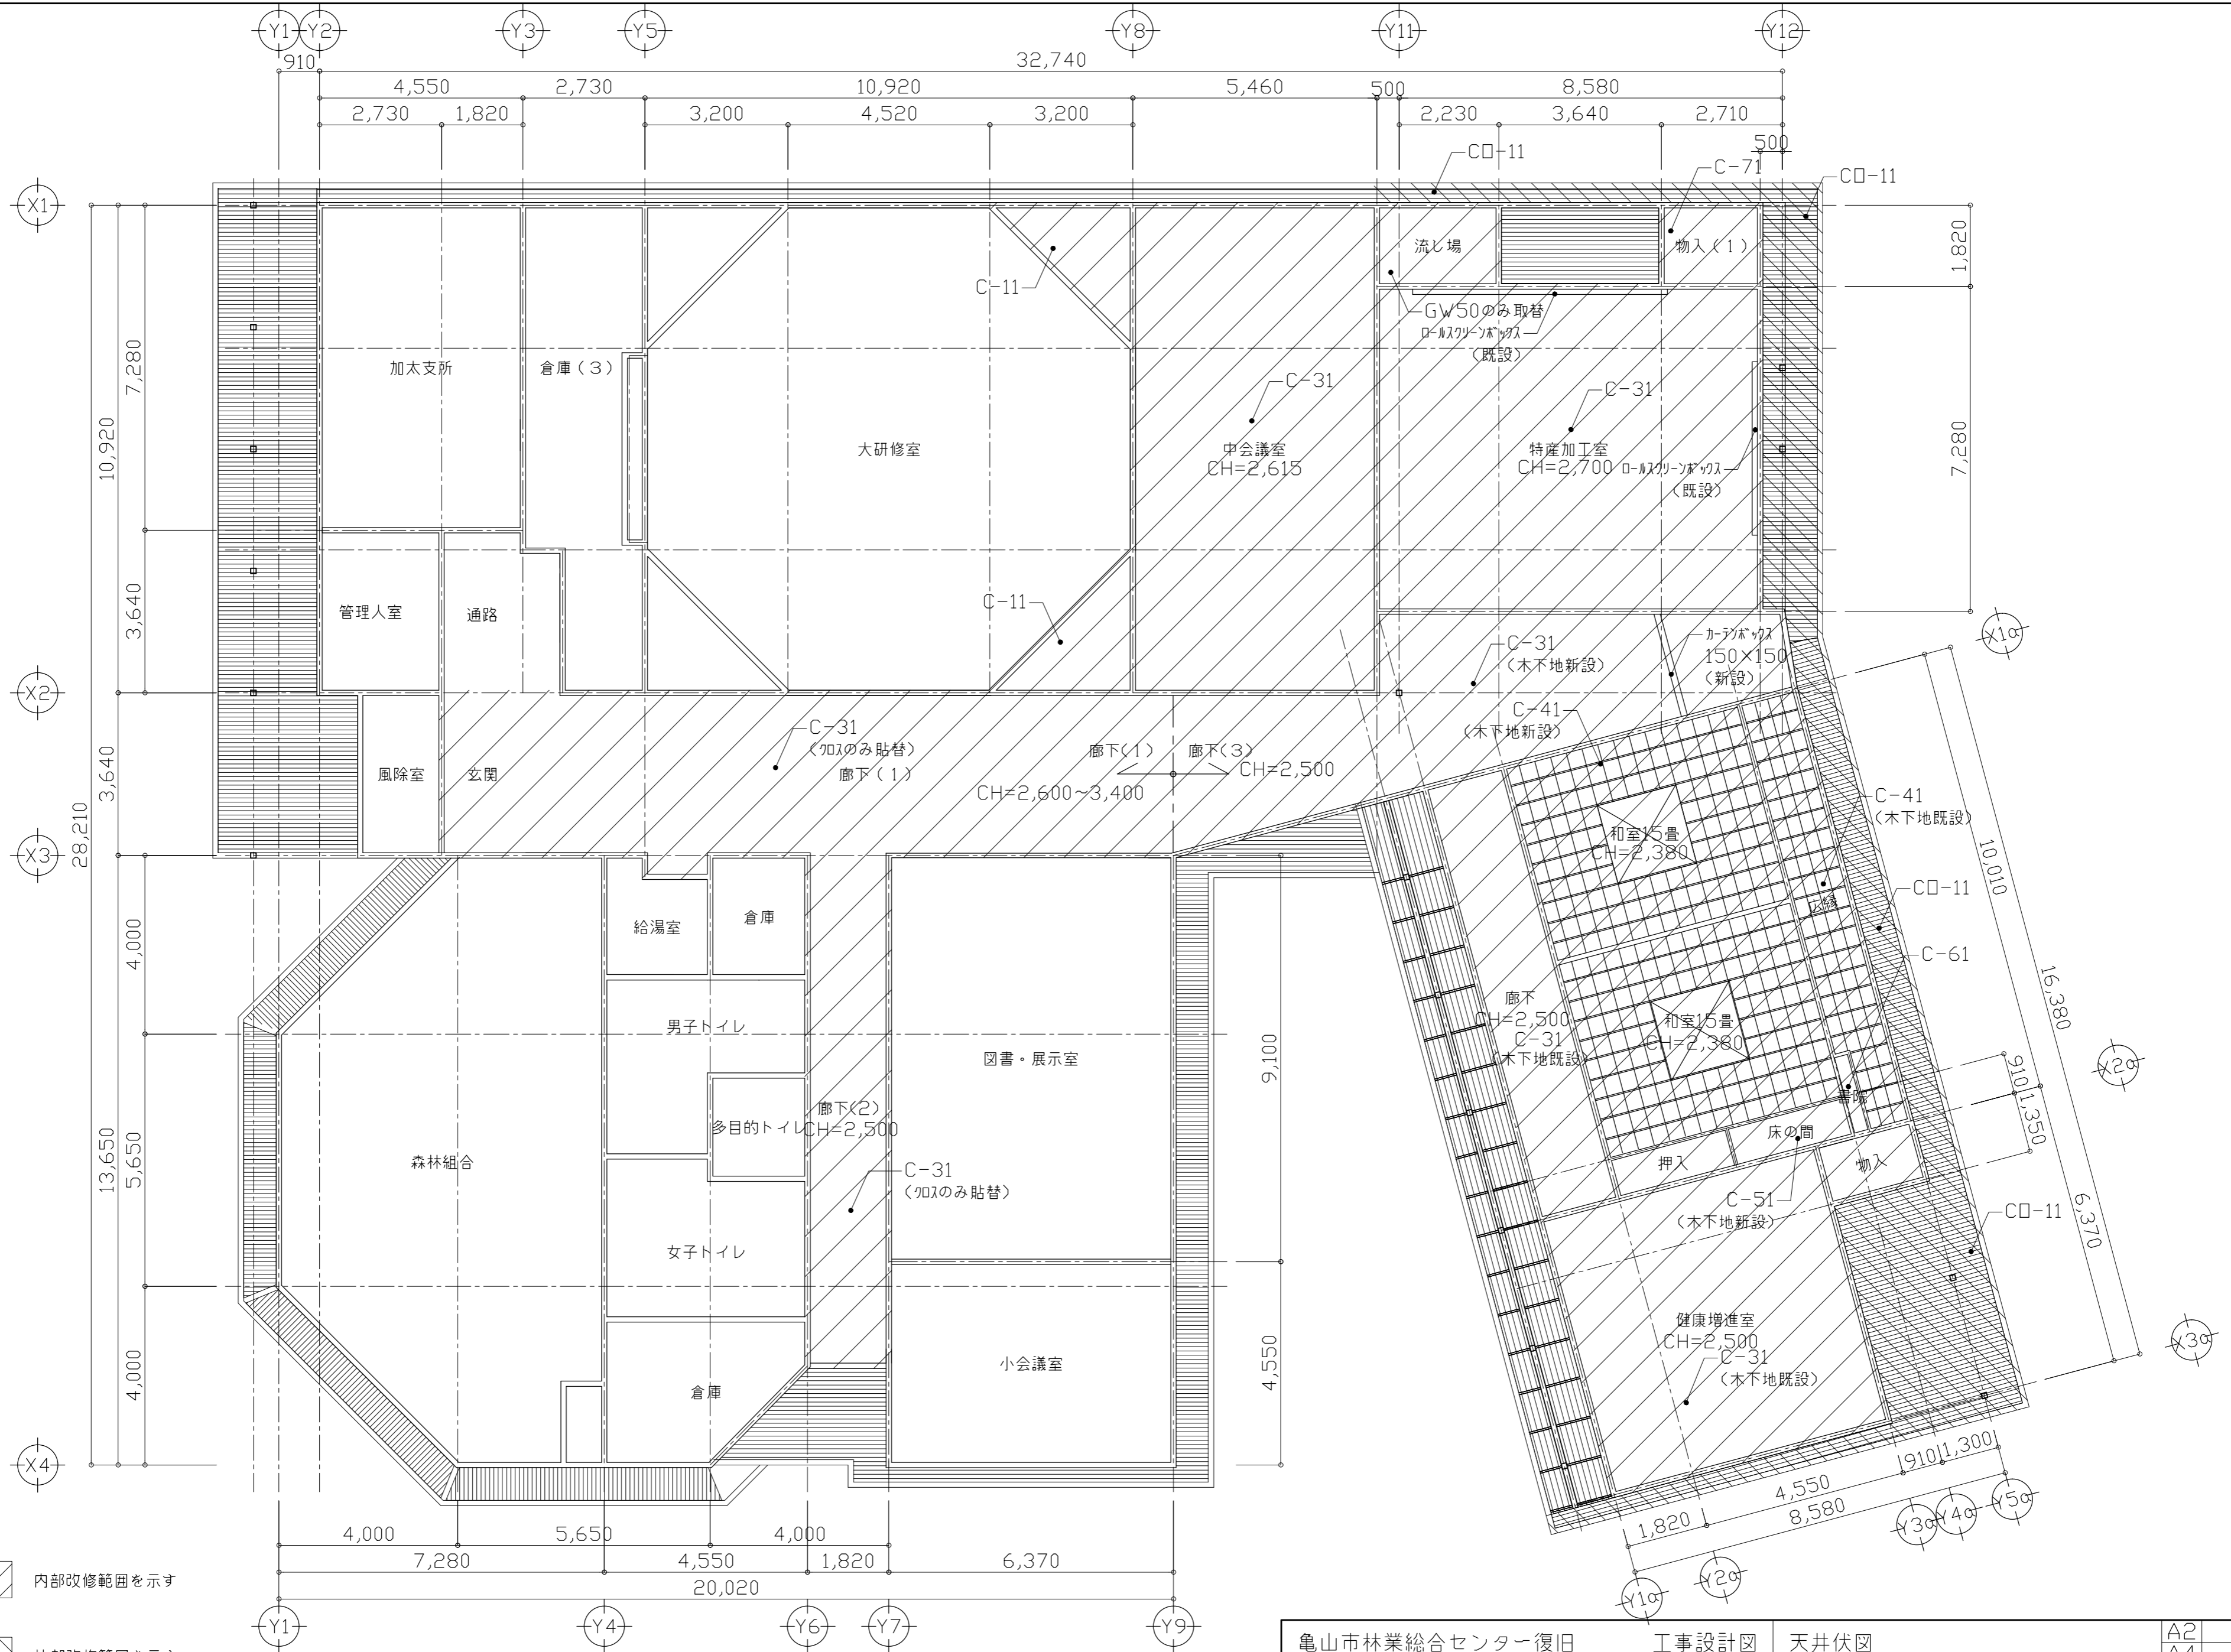 Y1
Y2
Y3
Y5
Y8
Y11
Y12
910
32,740
4,550
2,730
10,920
5,460
500
8,580
2,730
1,820
3,200
4,520
3,200
2,230
3,640
2,710
500
Cロ-11
C-71
Cロ-11
X1
X2
X3
X4
28,210
10,920
3,640
13,650
7,280
3,640
4,000
5,650
4,000
1,820
7,280
流し場
物入(1)
C-11
GW50のみ取替
ロールスクリーンボックス
(既設)
加太支所
倉庫(3)
大研修室
C-31
中会議室
CH=2,615
C-31
特産加工室
CH=2,700
ロールスクリーンボックス
(既設)
管理人室
通路
C-11
C-31
(木下地新設)
カーテンボックス
150×150
(新設)
C-41
(木下地新設)
X1a
風除室
玄関
C-31
(クロスのみ貼替)
廊下(1)
廊下(1)
廊下(3)
CH=2,500
CH=2,600~3,400
和室15畳
CH=2,380
C-41
(木下地既設)
広縁
Cロ-11
C-61
10,010
16,380
給湯室
倉庫
男子トイレ
多目的トイレ
廊下(2)
CH=2,500
図書・展示室
9,100
廊下
CH=2,500
C-31
(木下地既設)
和室15畳
CH=2,380
書院
床の間
押入
物入
C-51
(木下地新設)
910
1,350
X2a
6,370
Cロ-11
森林組合
C-31
(クロスのみ貼替)
女子トイレ
倉庫
小会議室
4,550
健康増進室
CH=2,500
C-31
(木下地既設)
X3a
1,820
4,550
910
1,300
8,580
Y1a
Y2a
Y3a
Y4a
Y5a
4,000
5,650
4,000
7,280
4,550
1,820
6,370
20,020
Y1
Y4
Y6
Y7
Y9
内部改修範囲を示す
亀山市林業総合センター復旧 工事設計図
天井伏図
A2